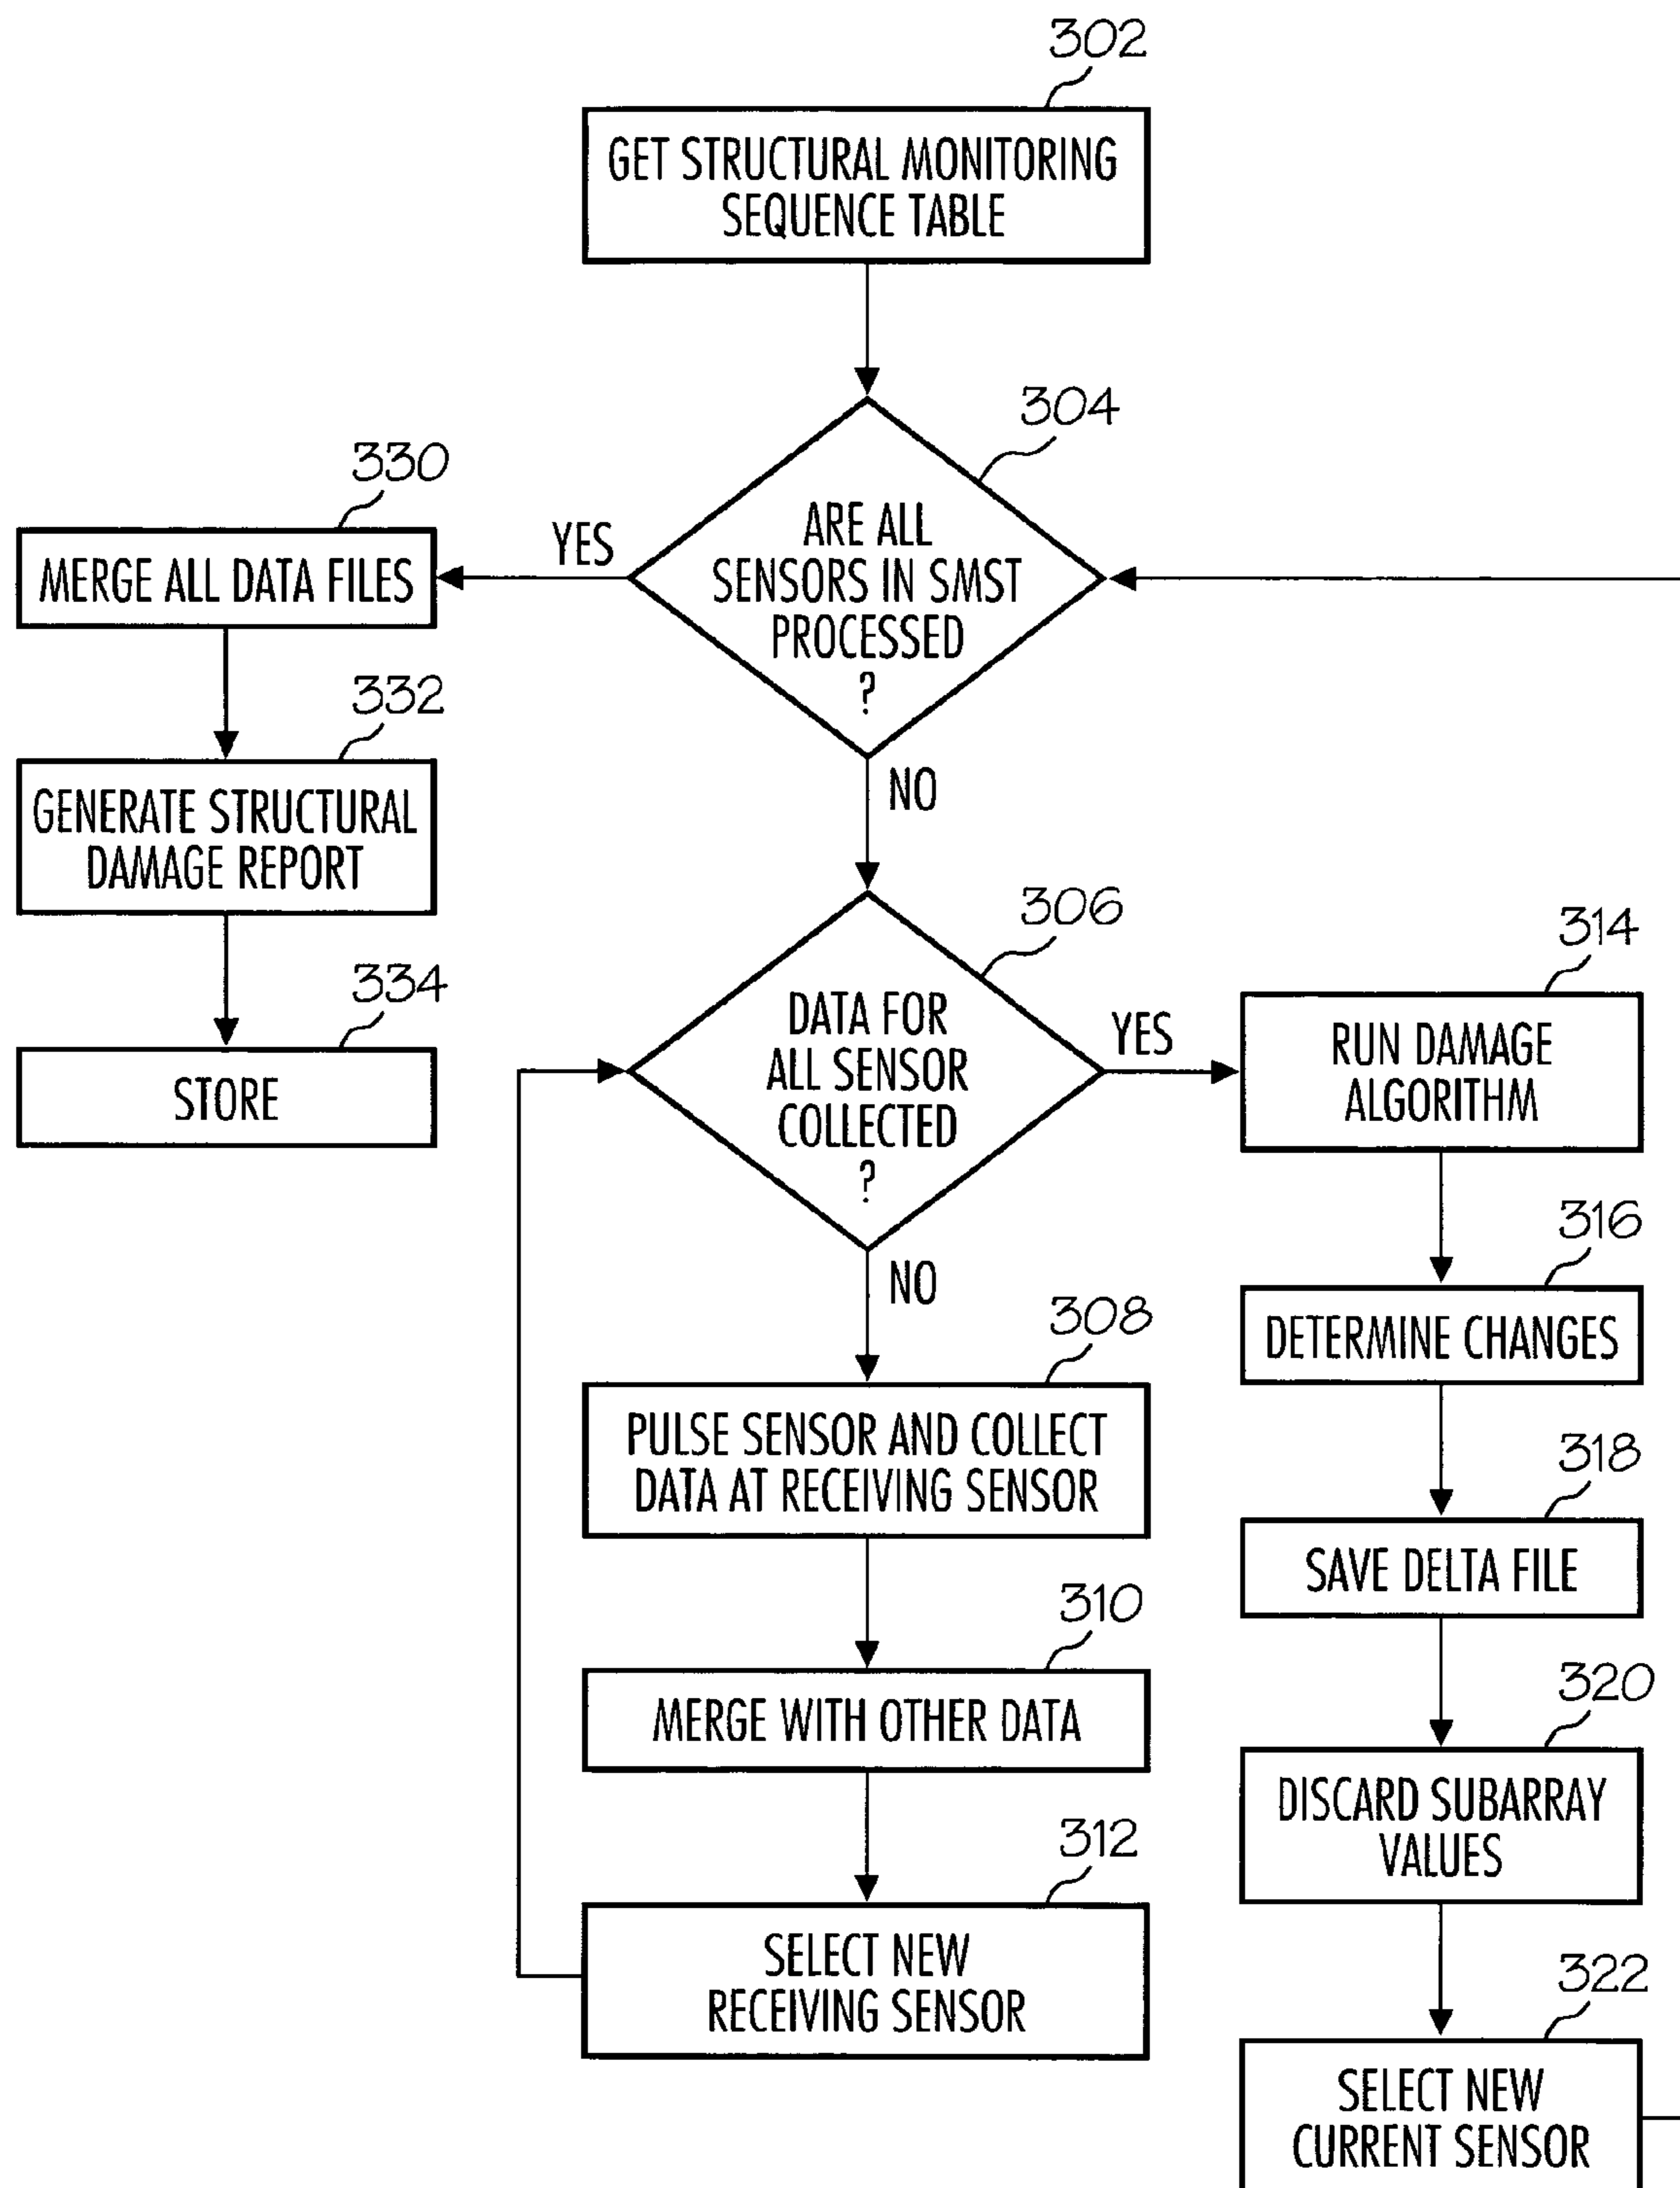 302
GET STRUCTURAL MONITORING
SEQUENCE TABLE
304
ARE ALL
SENSORS IN SMST
PROCESSED
?
YES
NO
330
MERGE ALL DATA FILES
332
GENERATE STRUCTURAL
DAMAGE REPORT
334
STORE
306
DATA FOR
ALL SENSOR
COLLECTED
?
YES
NO
308
PULSE SENSOR AND COLLECT
DATA AT RECEIVING SENSOR
310
MERGE WITH OTHER DATA
312
SELECT NEW
RECEIVING SENSOR
314
RUN DAMAGE
ALGORITHM
316
DETERMINE CHANGES
318
SAVE DELTA FILE
320
DISCARD SUBARRAY
VALUES
322
SELECT NEW
CURRENT SENSOR